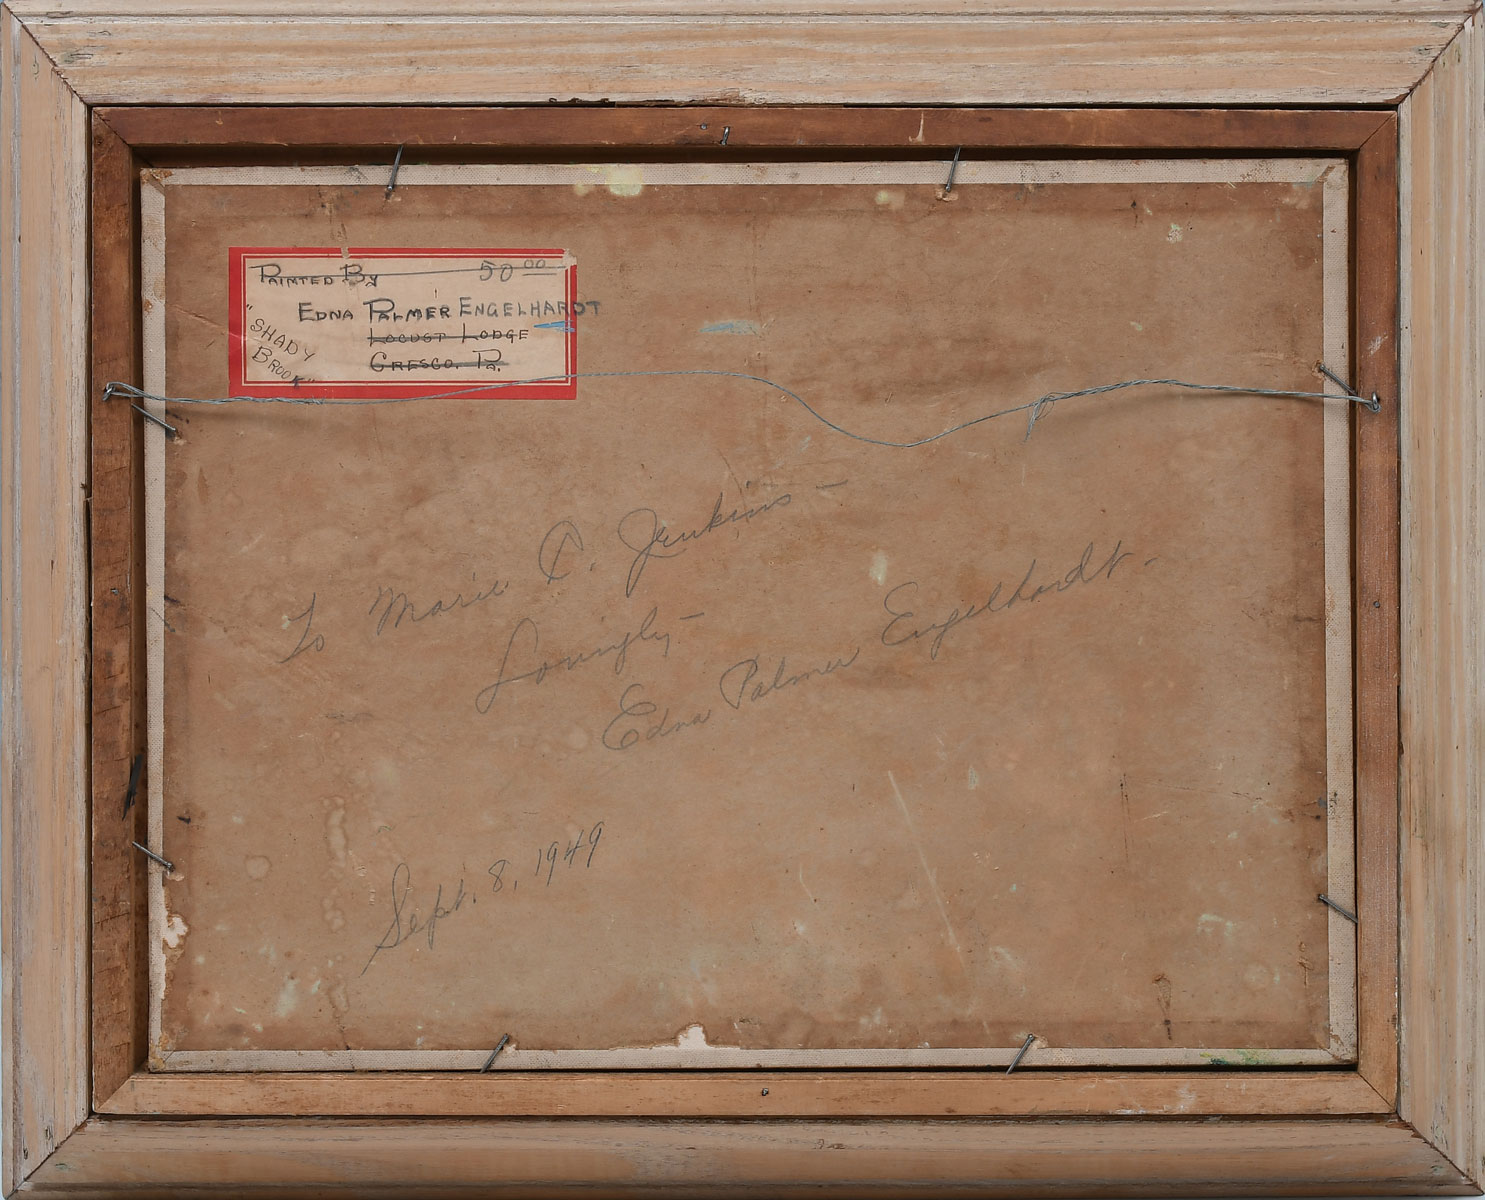 PAINTED BY 50 00
EDNA PALMER ENGELHARDT
LOCUST LODGE
CRESCO, PA.
"SHADY
BROOK"
To Marie C. Jenkins –
Lovingly –
Edna Palmer Engelhardt –
Sept. 8, 1949